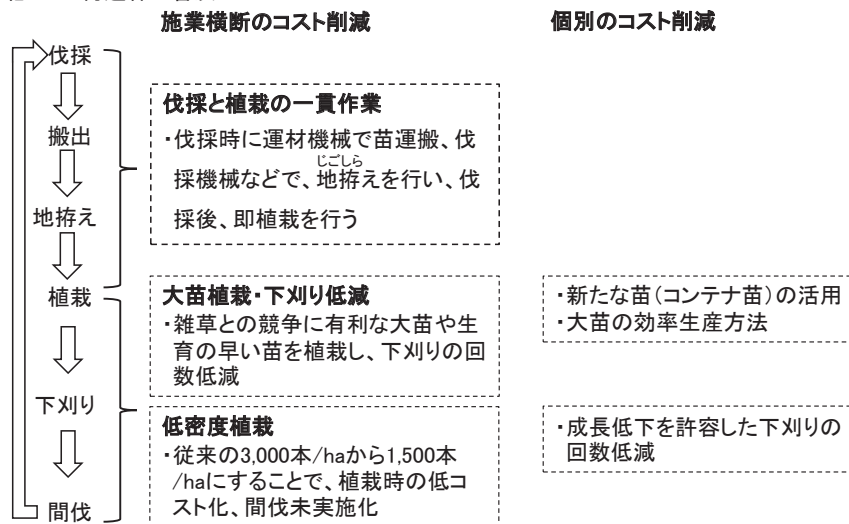 施業横断のコスト削減
個別のコスト削減
伐採
搬出
地拵え
植栽
下刈り
間伐
伐採と植栽の一貫作業
・伐採時に運材機械で苗運搬、伐
採機械などで、地拵えを行い、伐
じごしら
採後、即植栽を行う
大苗植栽・下刈り低減
・雑草との競争に有利な大苗や生
育の早い苗を植栽し、下刈りの回
数低減
低密度植栽
・従来の3,000本/haから1,500本
/haにすることで、植栽時の低コ
スト化、間伐未実施化
・新たな苗(コンテナ苗)の活用
・大苗の効率生産方法
・成長低下を許容した下刈りの
回数低減